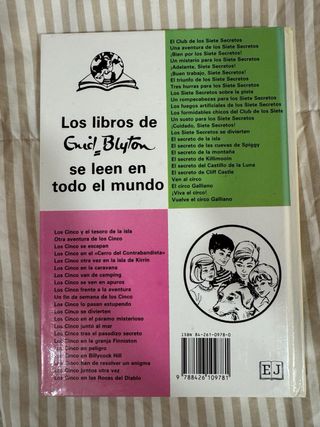 Los libros de
Enid Blyton
se leen en
todo el mundo
El Club de los Siete Secretos
Una aventura de los Siete Secretos
¡Bien por los Siete Secretos!
Un misterio para los Siete Secretos
¡Adelante, Siete Secretos!
¡Buen trabajo, Siete Secretos!
El triunfo de los Siete Secretos
Tres hurras para los Siete Secretos
Los Siete Secretos sobre la pista
Un rompecabezas para los Siete Secretos
Los fuegos artificiales de los Siete Secretos
Los formidables chicos del Club de los Siete Secretos
Un susto para los Siete Secretos
¡Cuidado, Siete Secretos!
Los Siete Secretos se divierten
El secreto de la isla
El secreto de las cuevas de Spiggy
El secreto de la montaña
El secreto de Killimooin
El secreto del Castillo de la Luna
El secreto de Cliff Castle
Van al circo
El circo Galliano
¡Viva el circo!
Vuelve el circo Galliano
Los Cinco y el tesoro de la isla
Otra aventura de los Cinco
Los Cinco se escapan
Los Cinco en el «Cerro del Contrabandista»
Los Cinco otra vez en la isla de Kirrin
Los Cinco en la caravana
Los Cinco van de camping
Los Cinco se ven en apuros
Los Cinco frente a la aventura
Un fin de semana de los Cinco
Los Cinco lo pasan estupendo
Los Cinco se divierten
Los Cinco en el páramo misterioso
Los Cinco junto al mar
Los Cinco tras el pasadizo secreto
Los Cinco en la granja Finniston
Los Cinco en peligro
Los Cinco en Billycock Hill
Los Cinco han de resolver un enigma
Los Cinco juntos otra vez
Los Cinco en las Rocas del Diablo
ISBN 84-261-0978-0
9 788426 109781
EJ